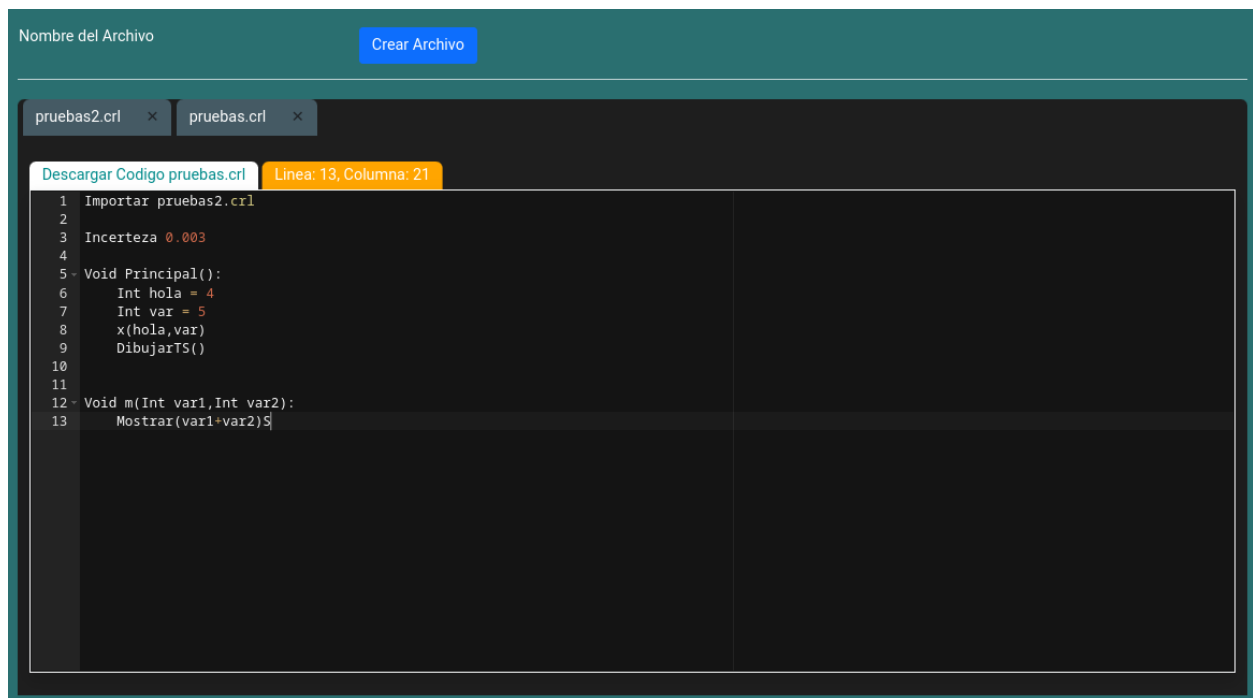 Nombre del Archivo
Crear Archivo
pruebas2.crl × pruebas.crl ×
Descargar Codigo pruebas.crl Linea: 13, Columna: 21
1 Importar pruebas2.crl
2
3 Incerteza 0.003
4
5 Void Principal():
6 Int hola = 4
7 Int var = 5
8 x(hola,var)
9 DibujarTS()
10
11
12 Void m(Int var1,Int var2):
13 Mostrar(var1+var2)S